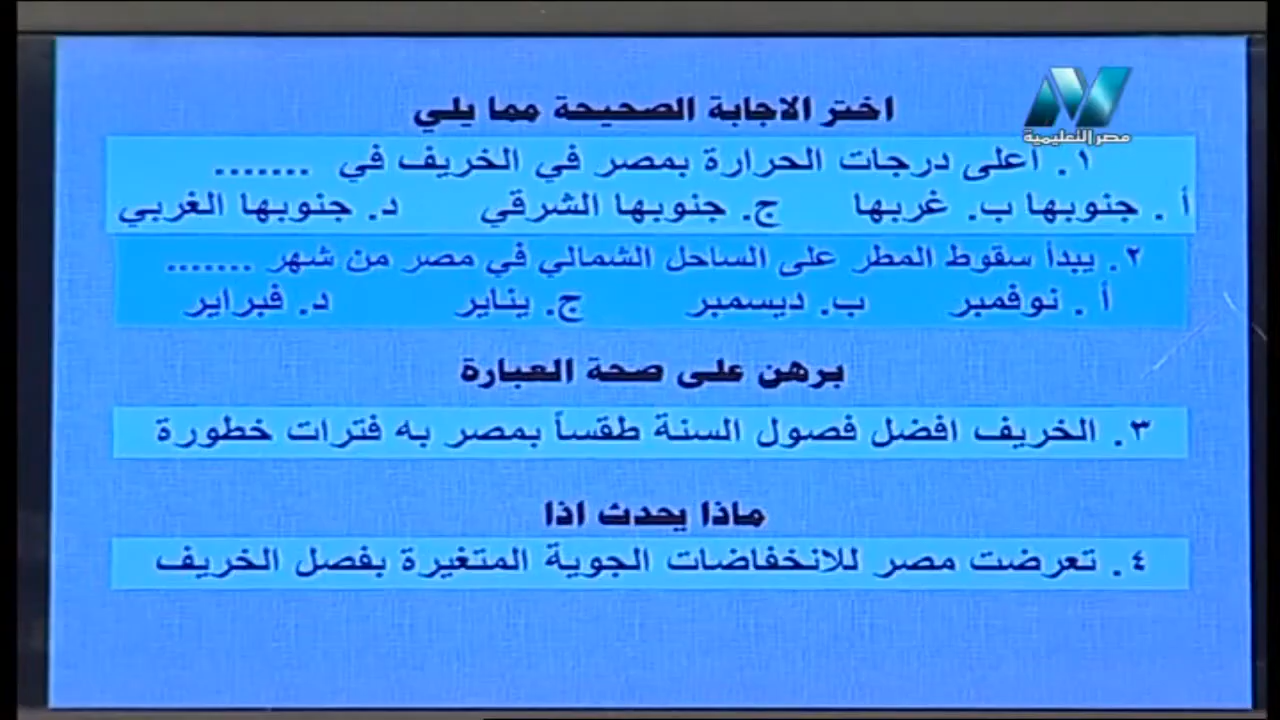 مصر التعليمية
اختر الاجابة الصحيحة مما يلي
١. أعلى درجات الحرارة بمصر في الخريف في .......
أ . جنوبها ب. غربها ج. جنوبها الشرقي د. جنوبها الغربي
٢. يبدأ سقوط المطر على الساحل الشمالي في مصر من شهر .......
أ . نوفمبر ب. ديسمبر ج. يناير د. فبراير
برهن على صحة العبارة
٣. الخريف افضل فصول السنة طقساً بمصر به فترات خطورة
ماذا يحدث اذا
٤. تعرضت مصر للانخفاضات الجوية المتغيرة بفصل الخريف